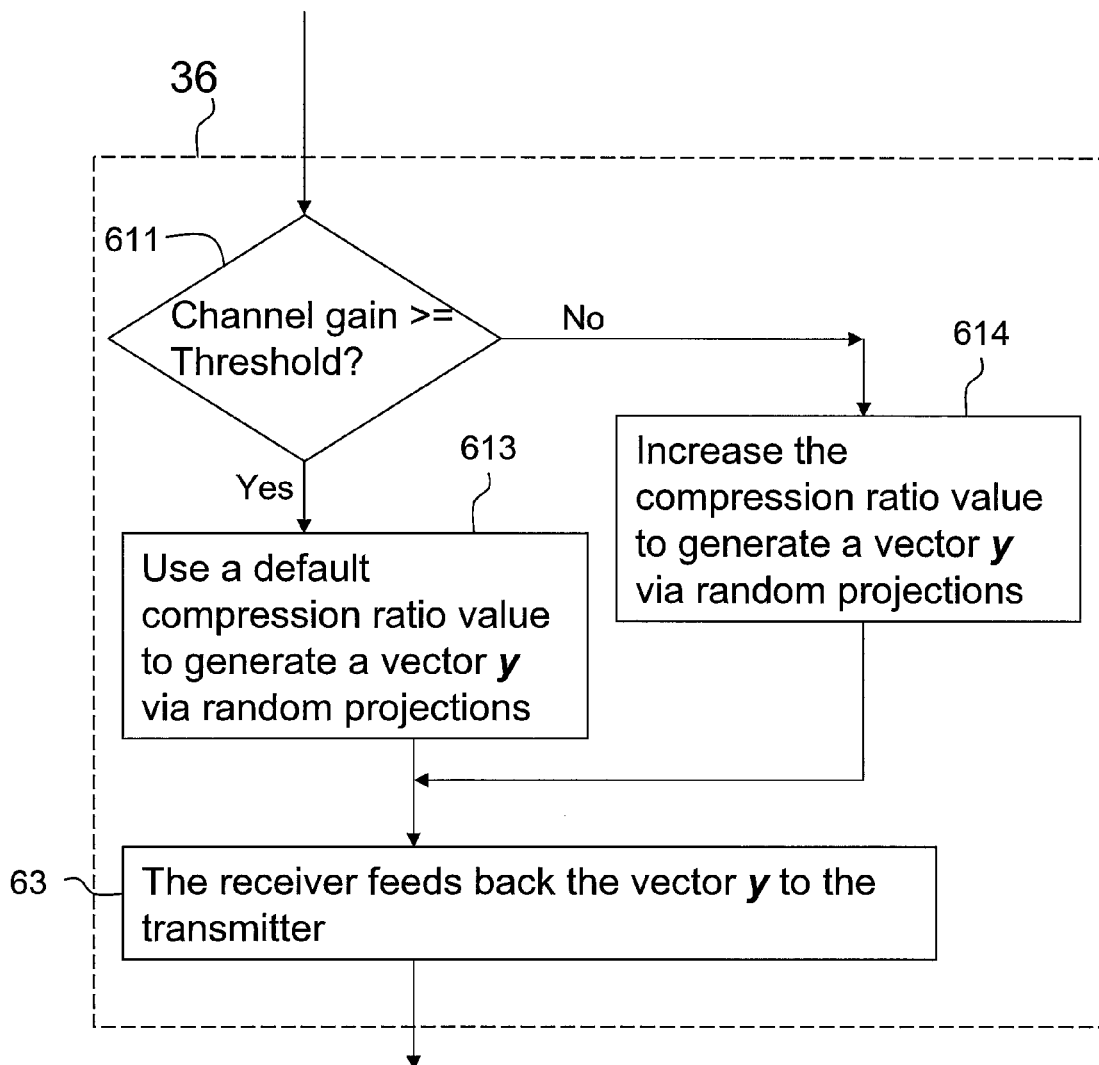 36
611
Channel gain >=
Threshold?
No
614
Increase the
compression ratio value
to generate a vector y
via random projections
Yes
613
Use a default
compression ratio value
to generate a vector y
via random projections
63
The receiver feeds back the vector y to the
transmitter